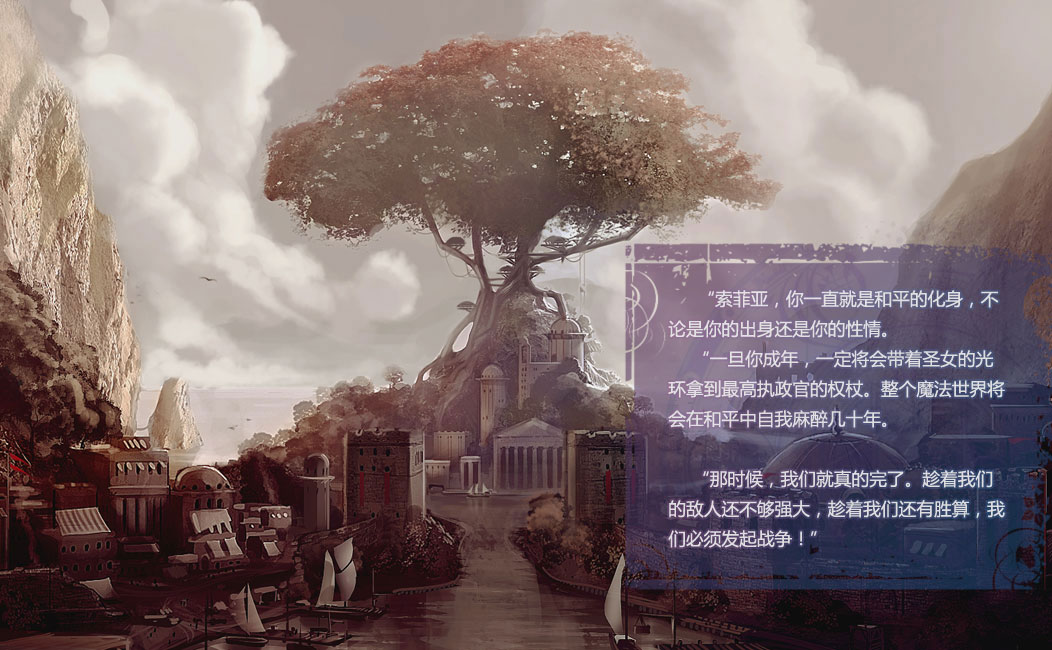 “索菲亚，你一直就是和平的化身，不
论是你的出身还是你的性情。
“一旦你成年，一定将会带着圣女的光
环拿到最高执政官的权杖。整个魔法世界将
会在和平中自我麻醉几十年。
“那时候，我们就真的完了。趁着我们
的敌人还不够强大，趁着我们还有胜算，我
们必须发起战争！”